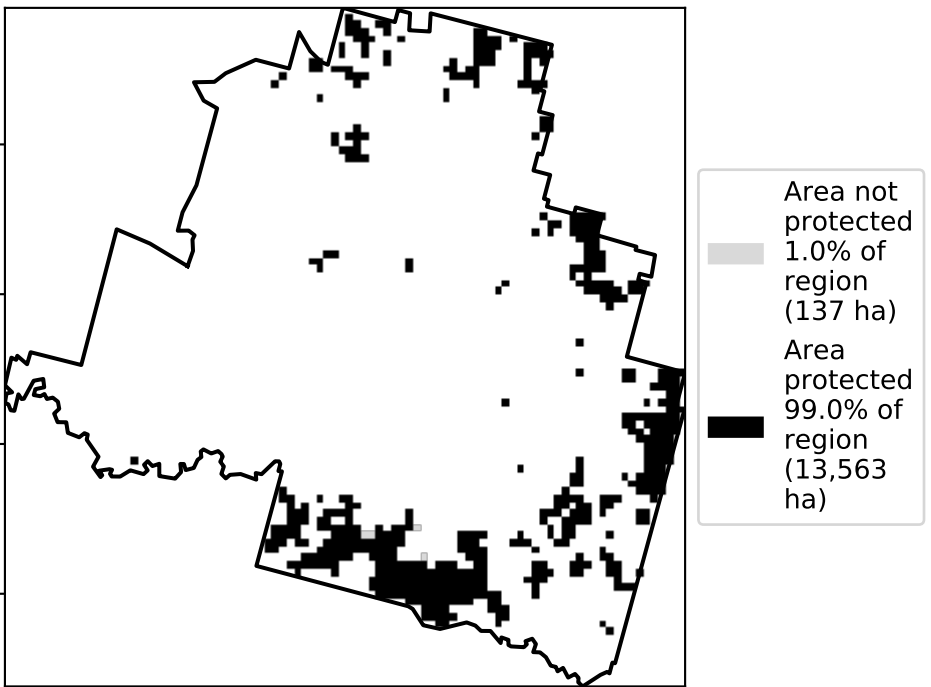 Area not
protected
1.0% of
region
(137 ha)
Area
protected
99.0% of
region
(13,563
ha)